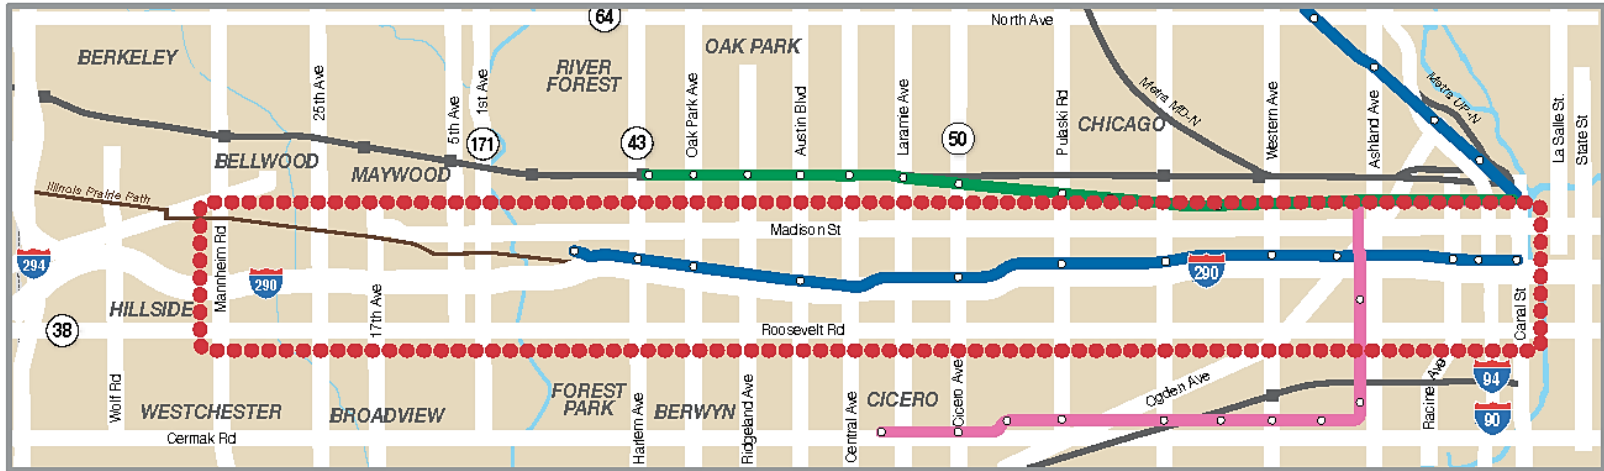 64
North Ave
BERKELEY
OAK PARK
RIVER
FOREST
25th Ave
5th Ave
1st Ave
Oak Park Ave
Austin Blvd
Laramie Ave
Pulaski Rd
Metra MD-N
Western Ave
Ashland Ave
Metra UP-N
La Salle St.
State St
CHICAGO
171
43
50
BELLWOOD
MAYWOOD
Illinois Prairie Path
Madison St
Mannheim Rd
294
290
290
HILLSIDE
17th Ave
38
Roosevelt Rd
Canal St
Wolf Rd
WESTCHESTER
BROADVIEW
Cermak Rd
FOREST
PARK
Harlem Ave
BERWYN
Ridgeland Ave
Central Ave
CICERO
Cicero Ave
Ogden Ave
Racine Ave
94
90